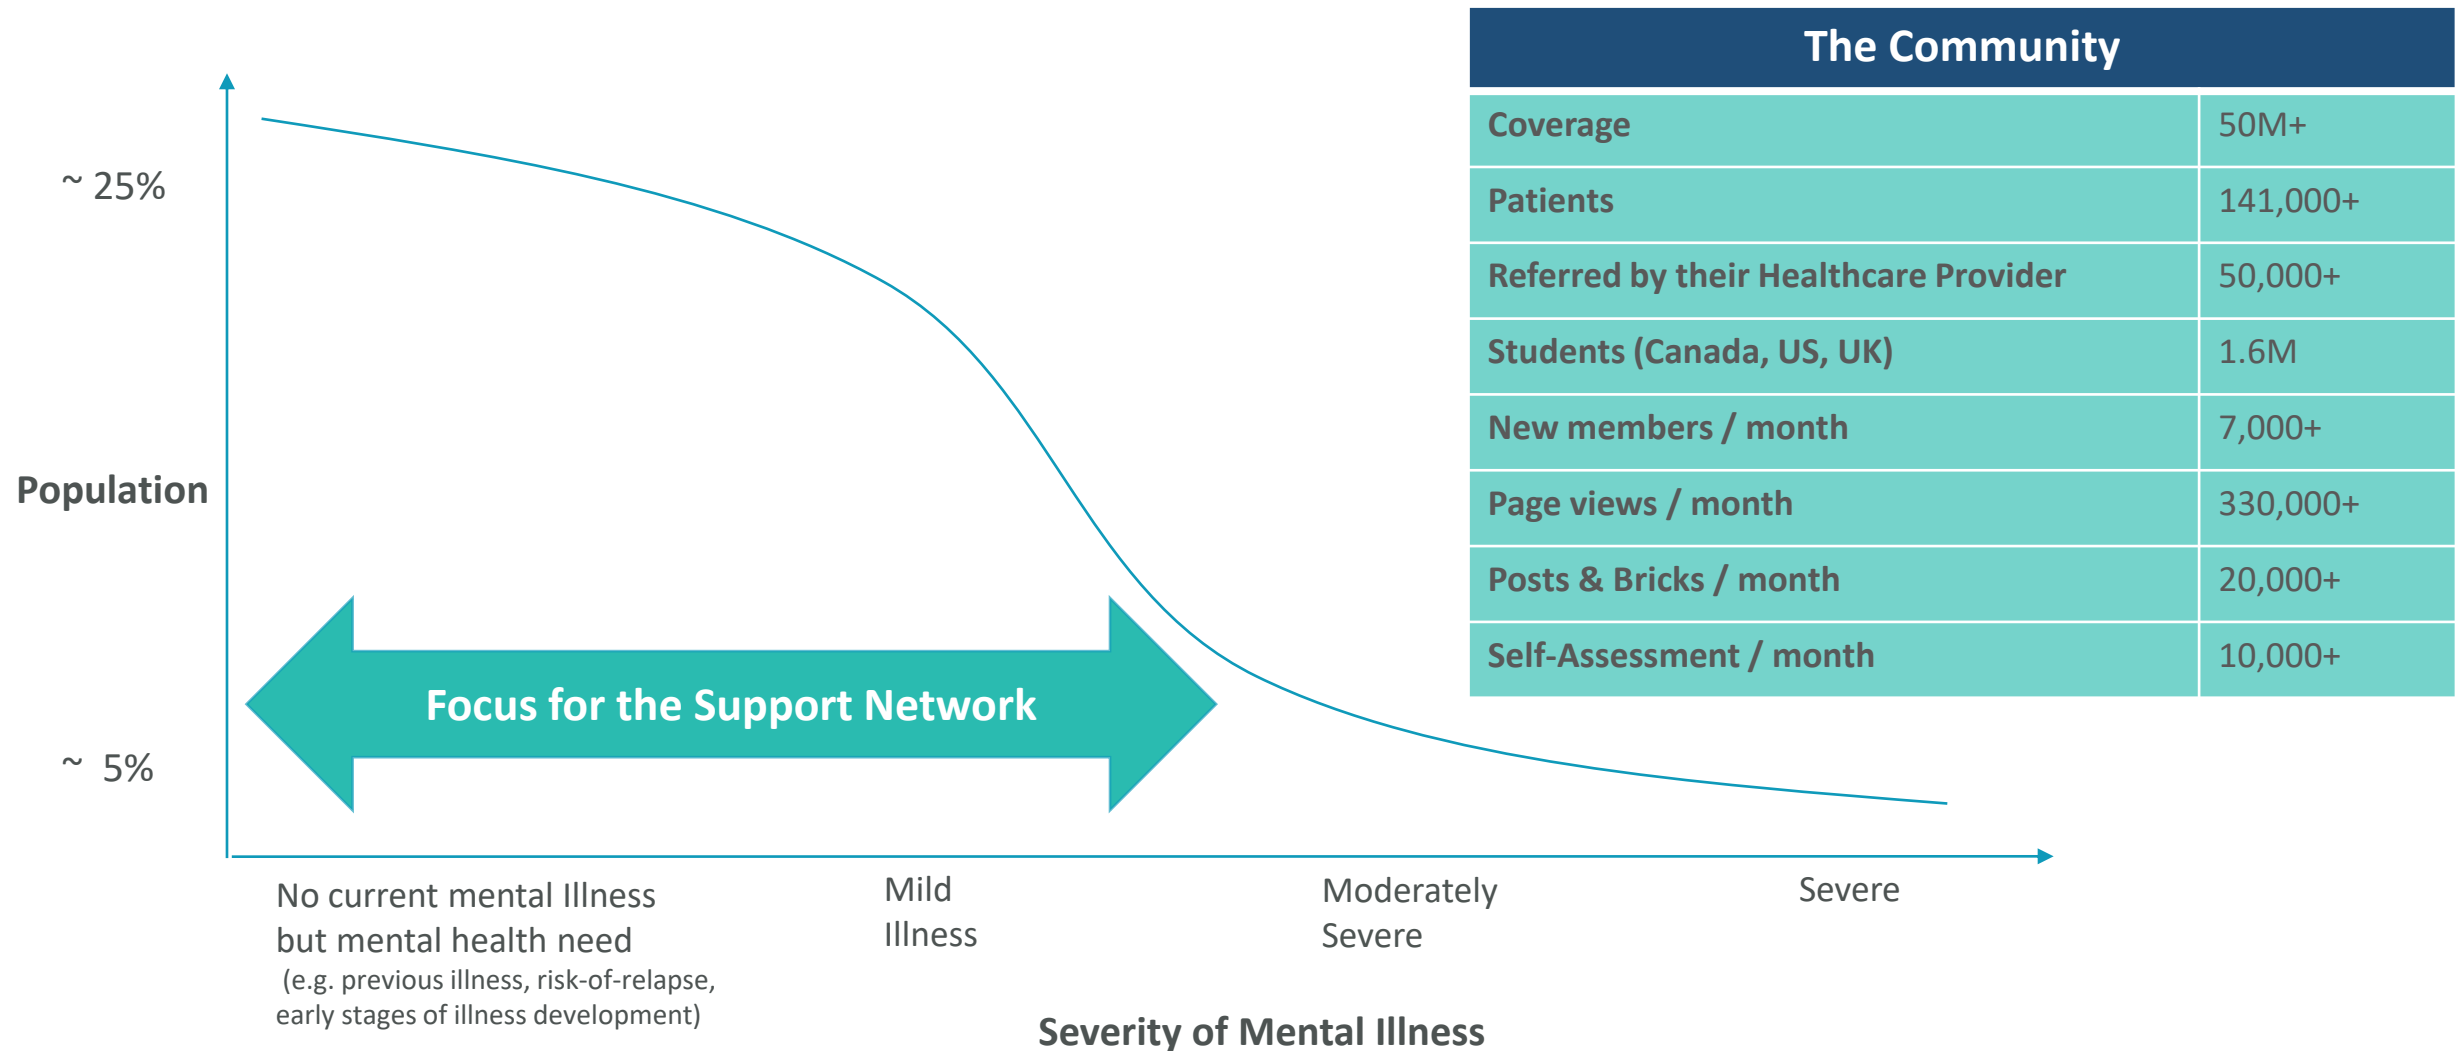 The Community
Coverage 50M+
Patients 141,000+
Referred by their Healthcare Provider 50,000+
Students (Canada, US, UK) 1.6M
New members / month 7,000+
Page views / month 330,000+
Posts & Bricks / month 20,000+
Self-Assessment / month 10,000+
~ 25%
Population
~ 5%
Focus for the Support Network
No current mental Illness
but mental health need
(e.g. previous illness, risk-of-relapse,
early stages of illness development)
Mild
Illness
Moderately
Severe
Severe
Severity of Mental Illness